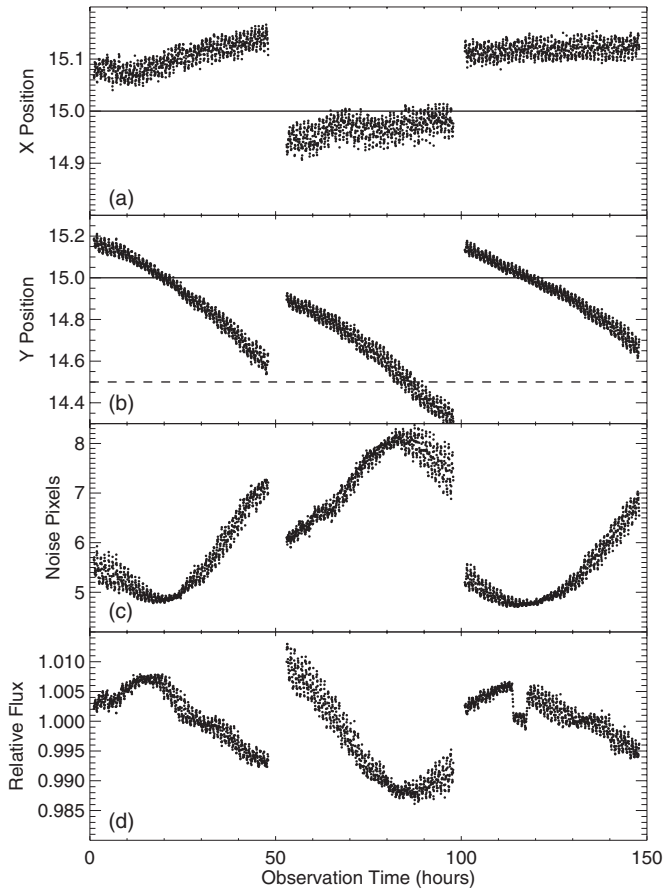 15.1
15.0
14.9
X Position
(a)
15.2
15.0
14.8
14.6
14.4
Y Position
(b)
8
7
6
5
Noise Pixels
(c)
1.010
1.005
1.000
0.995
0.990
0.985
Relative Flux
(d)
0 50 100 150
Observation Time (hours)